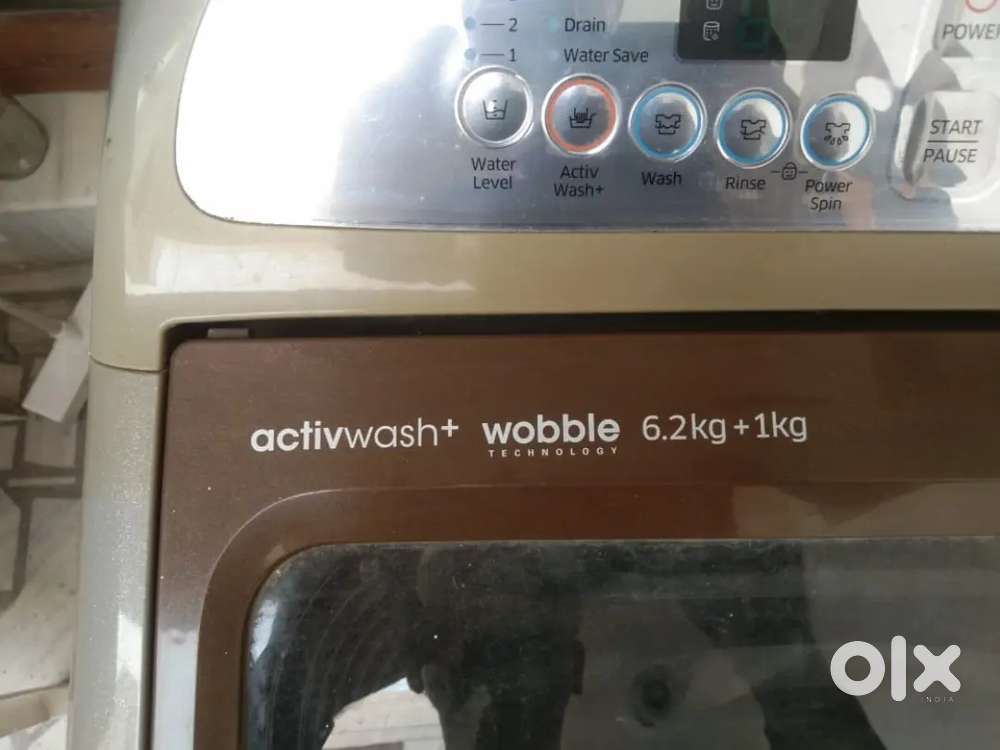 2 Drain
1 Water Save
POWER
START
PAUSE
Water
Level
Activ
Wash+
Wash
Rinse
Power
Spin
activwash+ wobble 6.2kg+1kg
TECHNOLOGY
olx
INDIA